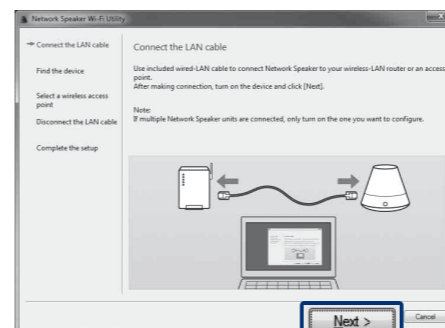 Network Speaker Wi-Fi Utility
Connect the LAN cable
Find the device
Select a wireless access
point
Disconnect the LAN cable
Complete the setup
Connect the LAN cable
Use included wired-LAN cable to connect Network Speaker to your wireless-LAN router or an access
point.
After making connection, turn on the device and click [Next].
Note:
If multiple Network Speaker units are connected, only turn on the one you want to configure.
Next >
Cancel